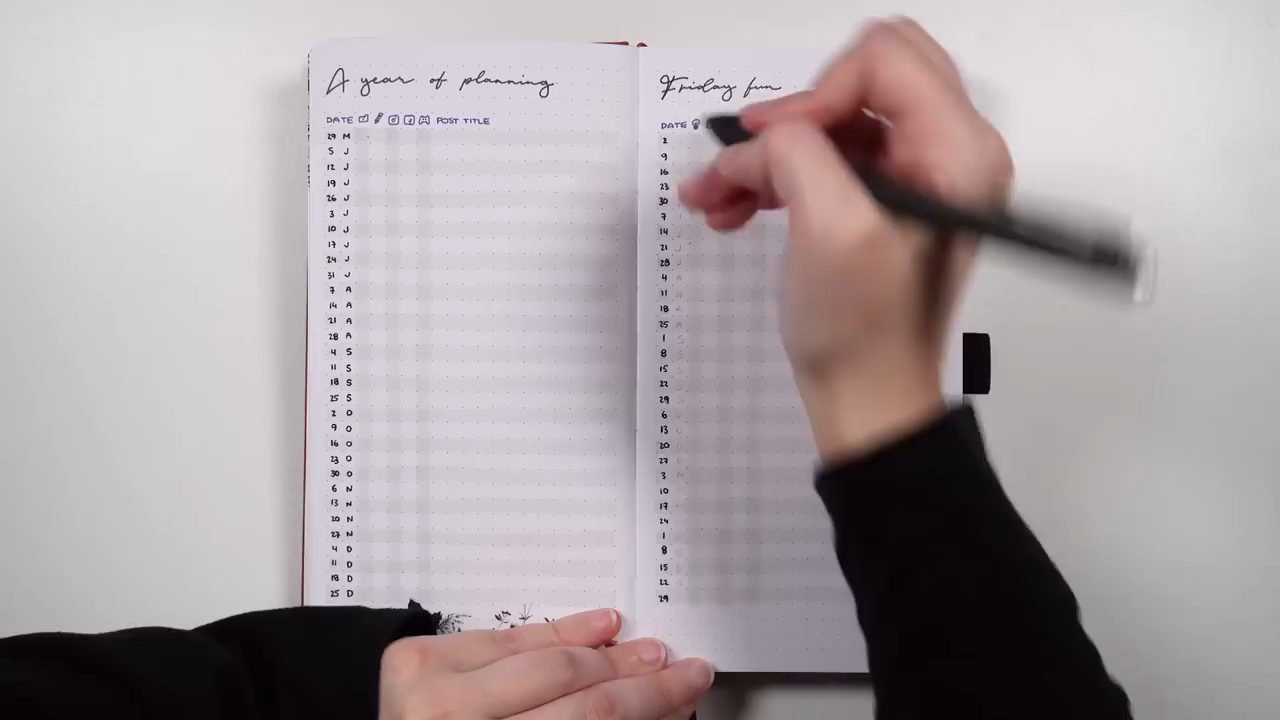 A year of planning
DATE POST TITLE
29 M
5 J
12 J
19 J
26 J
3 J
10 J
17 J
24 J
31 J
7 A
14 A
21 A
28 A
4 S
11 S
18 S
25 S
2 O
9 O
16 O
23 O
30 O
6 N
13 N
20 N
27 N
4 D
11 D
18 D
25 D
Friday fun
DATE
2
9
16
23
30
7 J
14 J
21 J
28 J
4 A
11 A
18 A
25 A
1 S
8 S
15 S
22 S
29 S
6 O
13 O
20 O
27 O
3 N
10
17
24
1
8
15
22
29